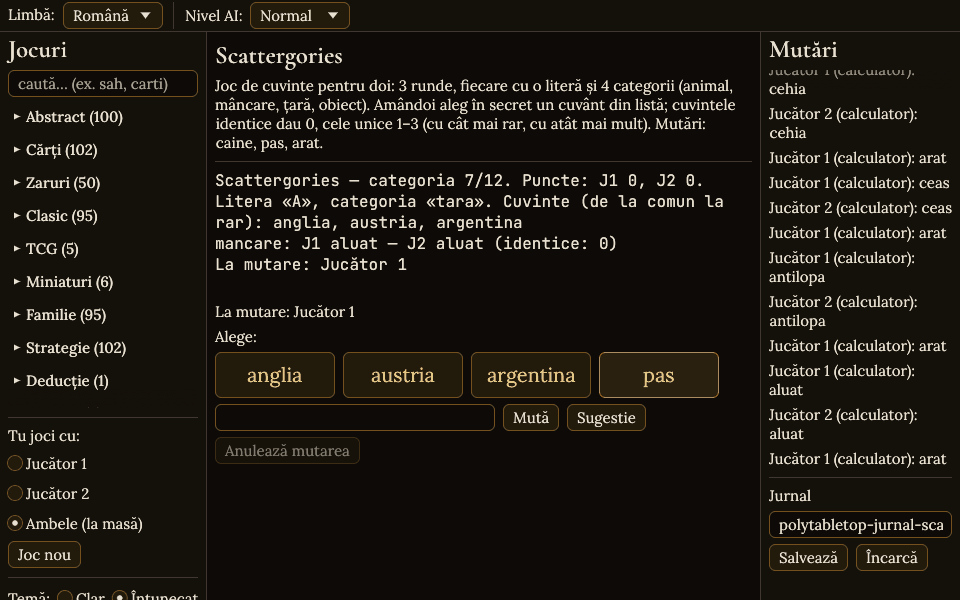 Limbă: Română ▼ Nivel AI: Normal ▼
Jocuri
caută... (ex. sah, carti)
▸ Abstract (100)
▸ Cărți (102)
▸ Zaruri (50)
▸ Clasic (95)
▸ TCG (5)
▸ Miniaturi (6)
▸ Familie (95)
▸ Strategie (102)
▸ Deducție (1)
Tu joci cu:
Jucător 1
Jucător 2
Ambele (la masă)
Joc nou
Temă: Clar Întunecat
Scattergories
Joc de cuvinte pentru doi: 3 runde, fiecare cu o literă și 4 categorii (animal,
mâncare, țară, obiect). Amândoi aleg în secret un cuvânt din listă; cuvintele
identice dau 0, cele unice 1–3 (cu cât mai rar, cu atât mai mult). Mutări:
caine, pas, arat.
Scattergories — categoria 7/12. Puncte: J1 0, J2 0.
Litera «A», categoria «tara». Cuvinte (de la comun la
rar): anglia, austria, argentina
mancare: J1 aluat — J2 aluat (identice: 0)
La mutare: Jucător 1
La mutare: Jucător 1
Alege:
anglia austria argentina pas
Mută Sugestie
Anulează mutarea
Mutări
Jucător 1 (calculator):
cehia
Jucător 2 (calculator):
cehia
Jucător 1 (calculator): arat
Jucător 1 (calculator): ceas
Jucător 2 (calculator): ceas
Jucător 1 (calculator): arat
Jucător 1 (calculator):
antilopa
Jucător 2 (calculator):
antilopa
Jucător 1 (calculator): arat
Jucător 1 (calculator):
aluat
Jucător 2 (calculator):
aluat
Jucător 1 (calculator): arat
Jurnal
polytabletop-jurnal-sca
Salvează Încarcă